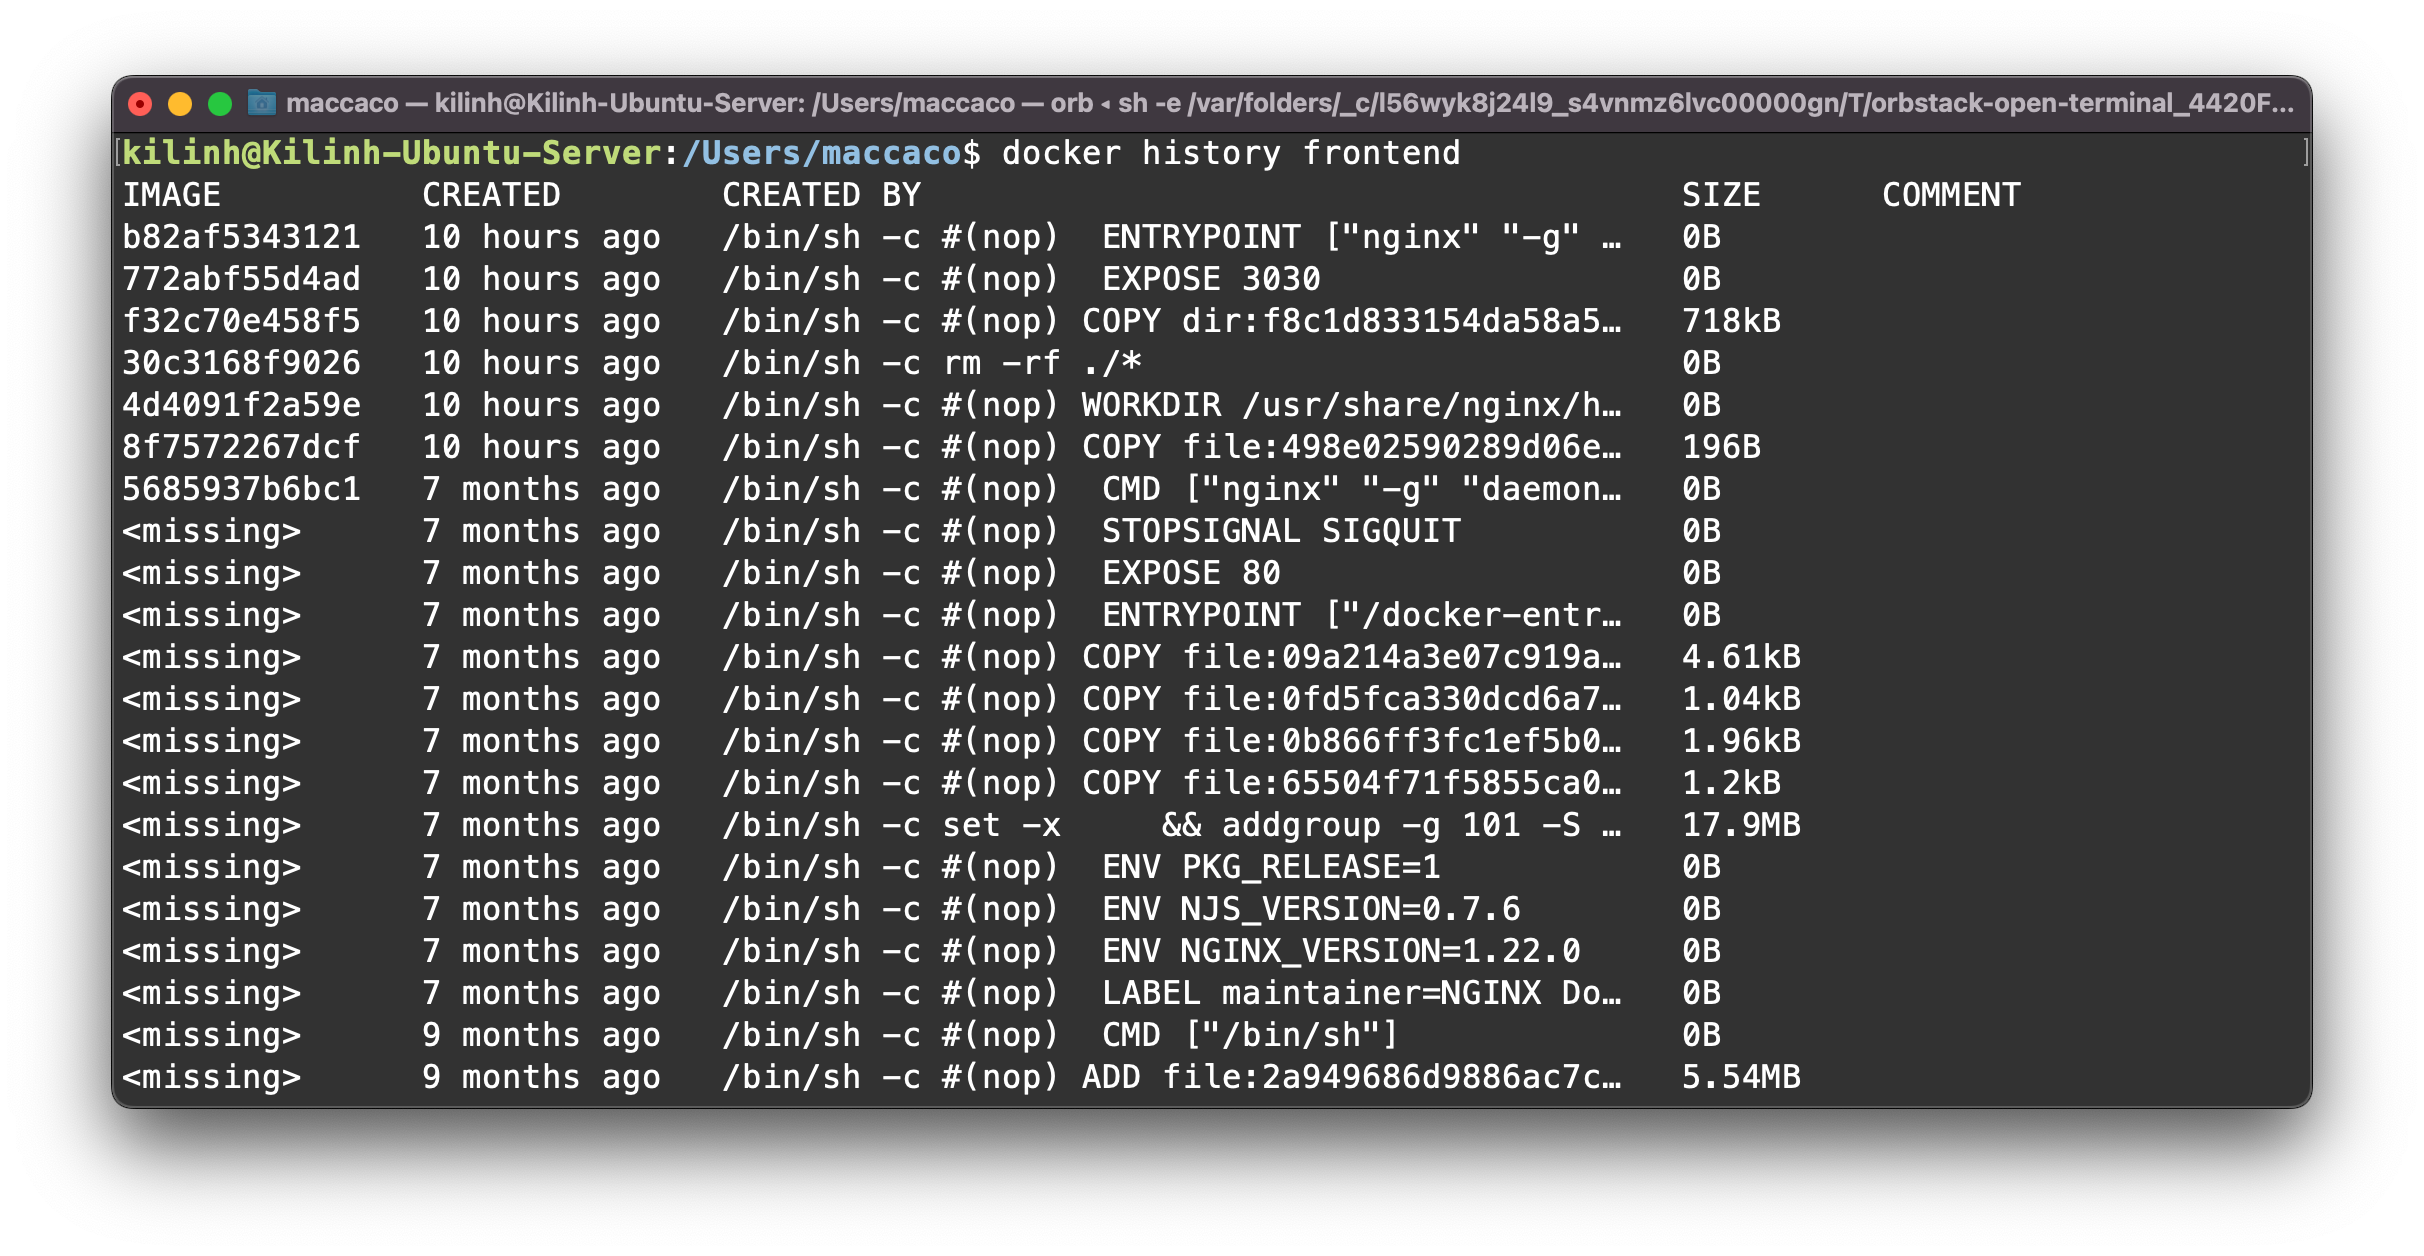 maccaco — kilinh@Kilinh-Ubuntu-Server: /Users/maccaco — orb ◂ sh -e /var/folders/_c/l56wyk8j24l9_s4vnmz6lvc00000gn/T/orbstack-open-terminal_4420F...
[kilinh@Kilinh-Ubuntu-Server:/Users/maccaco$ docker history frontend ]
IMAGE CREATED CREATED BY SIZE COMMENT
b82af5343121 10 hours ago /bin/sh -c #(nop) ENTRYPOINT ["nginx" "-g" … 0B
772abf55d4ad 10 hours ago /bin/sh -c #(nop) EXPOSE 3030 0B
f32c70e458f5 10 hours ago /bin/sh -c #(nop) COPY dir:f8c1d833154da58a5… 718kB
30c3168f9026 10 hours ago /bin/sh -c rm -rf ./* 0B
4d4091f2a59e 10 hours ago /bin/sh -c #(nop) WORKDIR /usr/share/nginx/h… 0B
8f7572267dcf 10 hours ago /bin/sh -c #(nop) COPY file:498e02590289d06e… 196B
5685937b6bc1 7 months ago /bin/sh -c #(nop) CMD ["nginx" "-g" "daemon… 0B
<missing> 7 months ago /bin/sh -c #(nop) STOPSIGNAL SIGQUIT 0B
<missing> 7 months ago /bin/sh -c #(nop) EXPOSE 80 0B
<missing> 7 months ago /bin/sh -c #(nop) ENTRYPOINT ["/docker-entr… 0B
<missing> 7 months ago /bin/sh -c #(nop) COPY file:09a214a3e07c919a… 4.61kB
<missing> 7 months ago /bin/sh -c #(nop) COPY file:0fd5fca330dcd6a7… 1.04kB
<missing> 7 months ago /bin/sh -c #(nop) COPY file:0b866ff3fc1ef5b0… 1.96kB
<missing> 7 months ago /bin/sh -c #(nop) COPY file:65504f71f5855ca0… 1.2kB
<missing> 7 months ago /bin/sh -c set -x && addgroup -g 101 -S … 17.9MB
<missing> 7 months ago /bin/sh -c #(nop) ENV PKG_RELEASE=1 0B
<missing> 7 months ago /bin/sh -c #(nop) ENV NJS_VERSION=0.7.6 0B
<missing> 7 months ago /bin/sh -c #(nop) ENV NGINX_VERSION=1.22.0 0B
<missing> 7 months ago /bin/sh -c #(nop) LABEL maintainer=NGINX Do… 0B
<missing> 9 months ago /bin/sh -c #(nop) CMD ["/bin/sh"] 0B
<missing> 9 months ago /bin/sh -c #(nop) ADD file:2a949686d9886ac7c… 5.54MB